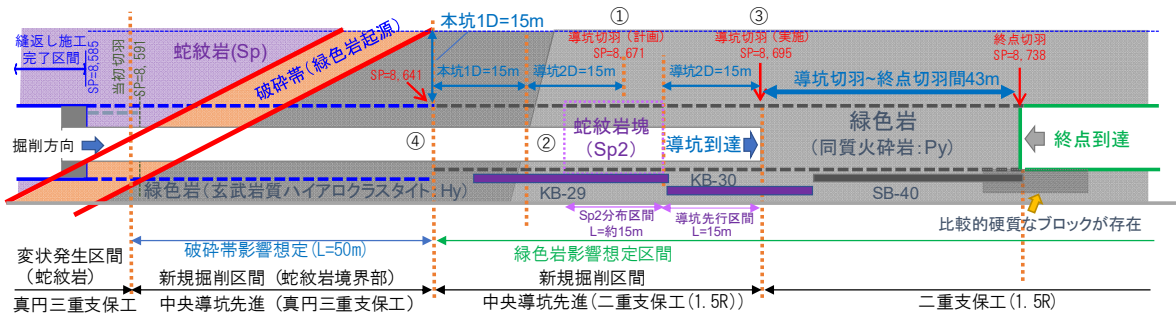 本坑1D=15m
①
③
縫返し施工
完了区間
SP=8,585
当初切羽
SP=8,591
蛇紋岩(Sp)
破砕帯(緑色岩起源)
SP=8,641
導坑切羽(計画)
SP=8,671
導坑切羽(実施)
SP=8,695
終点切羽
SP=8,738
本坑1D=15m
導坑2D=15m
導坑2D=15m
導坑切羽~終点切羽間43m
掘削方向
④
②
蛇紋岩塊
(Sp2)
導坑到達
緑色岩
(同質火砕岩:Py)
終点到達
緑色岩(玄武岩質ハイアロクラスタイト:Hy)
KB-29
KB-30
SB-40
Sp2分布区間
L=約15m
導坑先行区間
L=15m
比較的硬質なブロックが存在
破砕帯影響想定(L=50m)
緑色岩影響想定区間
変状発生区間
(蛇紋岩)
新規掘削区間(蛇紋岩境界部)
新規掘削区間
真円三重支保工
中央導坑先進(真円三重支保工)
中央導坑先進(二重支保工(1.5R))
二重支保工(1.5R)